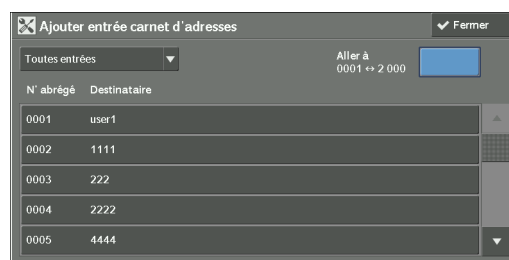 Ajouter entrée carnet d'adresses
Fermer
Toutes entrées
Aller à
0001 ↔ 2 000
N° abrégé Destinataire
0001 user1
0002 1111
0003 222
0004 2222
0005 4444